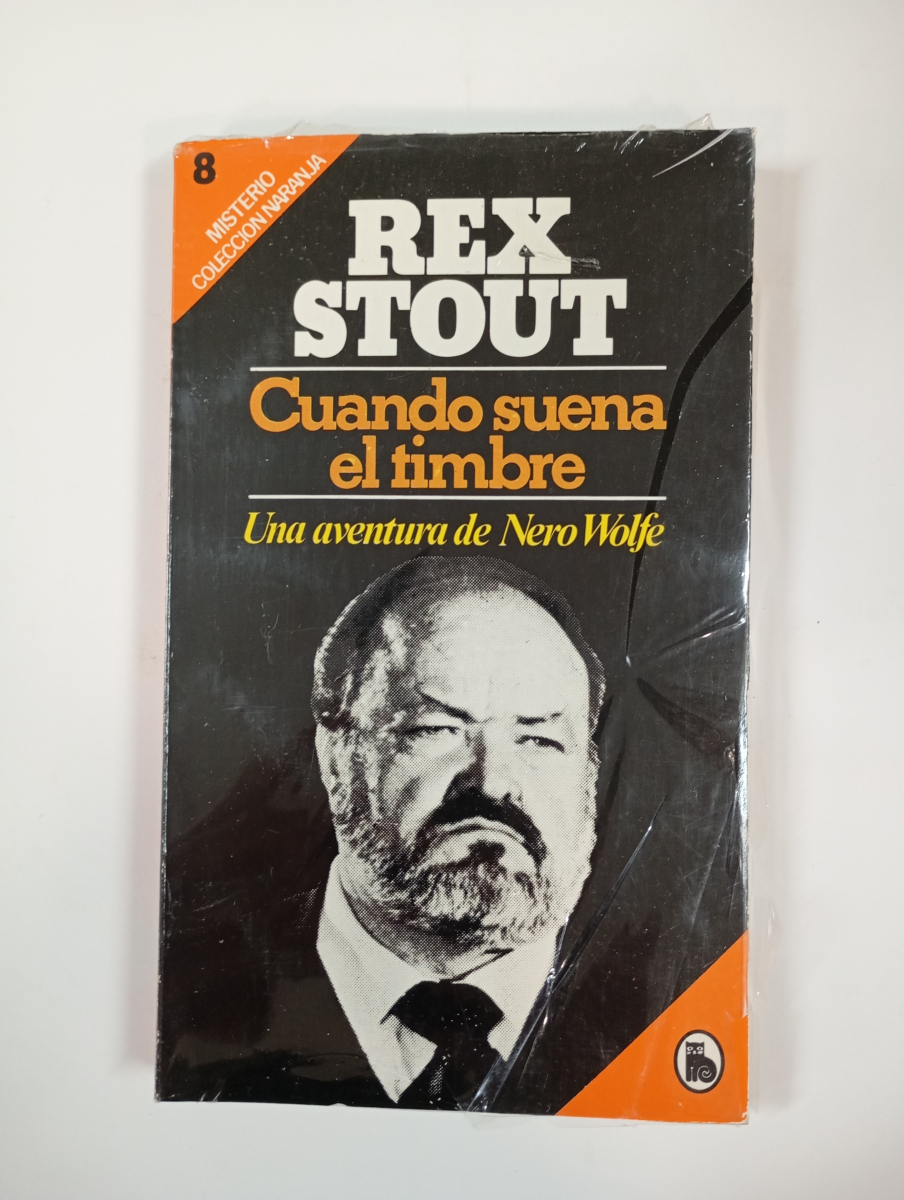 8
MISTERIO
COLECCION NARANJA
REX
STOUT
Cuando suena
el timbre
Una aventura de Nero Wolfe